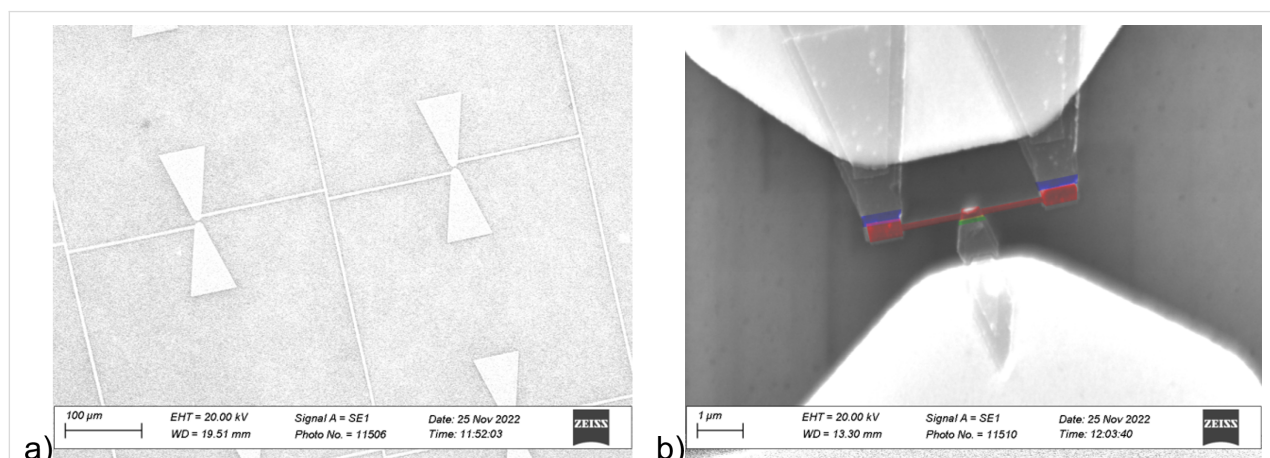 100 µm
EHT = 20.00 kV
Signal A = SE1
Date: 25 Nov 2022
WD = 19.51 mm
Photo No. = 11506
Time: 11:52:03
ZEISS
a)
1 µm
EHT = 20.00 kV
Signal A = SE1
Date: 25 Nov 2022
WD = 13.30 mm
Photo No. = 11510
Time: 12:03:40
ZEISS
b)